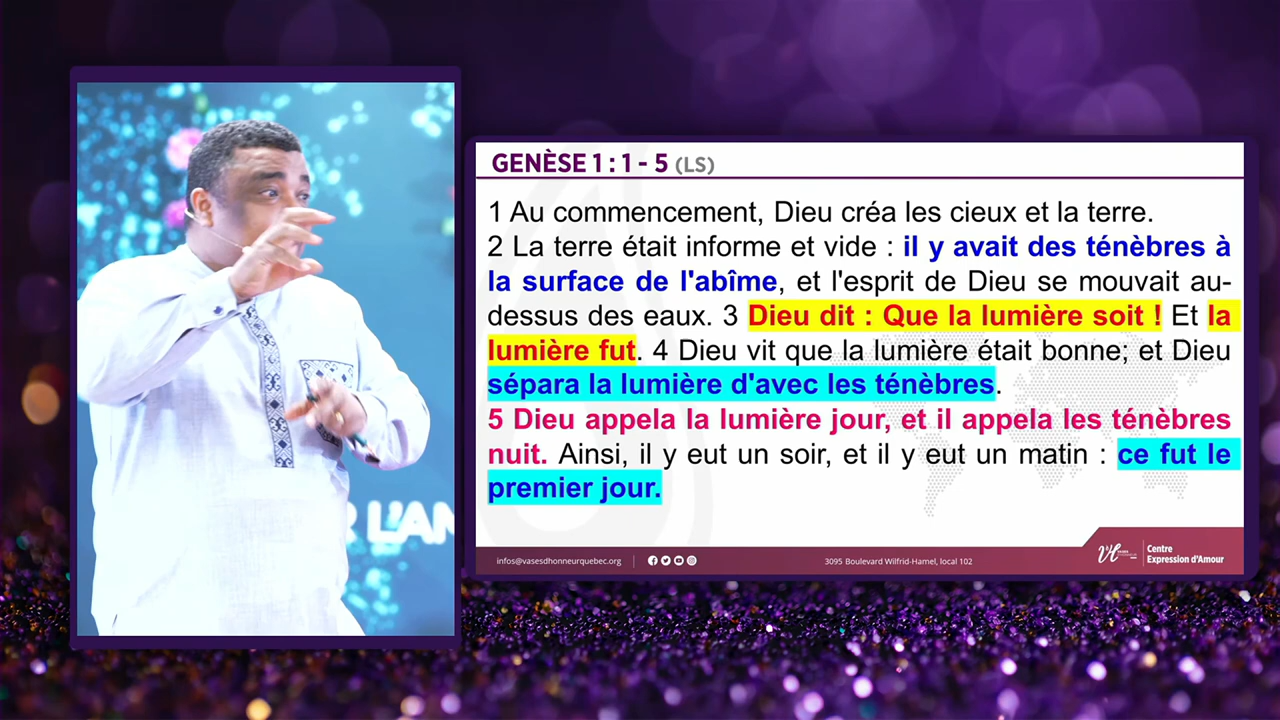 GENÈSE 1 : 1 - 5 (LS)
1 Au commencement, Dieu créa les cieux et la terre.
2 La terre était informe et vide : il y avait des ténèbres à
la surface de l'abîme, et l'esprit de Dieu se mouvait au-
dessus des eaux. 3 Dieu dit : Que la lumière soit ! Et la
lumière fut. 4 Dieu vit que la lumière était bonne; et Dieu
sépara la lumière d'avec les ténèbres.
5 Dieu appela la lumière jour, et il appela les ténèbres
nuit. Ainsi, il y eut un soir, et il y eut un matin : ce fut le
premier jour.
R L'AN
infos@vasesdhonneurquebec.org
3095 Boulevard Wilfrid-Hamel, local 102
Centre
Expression d'Amour